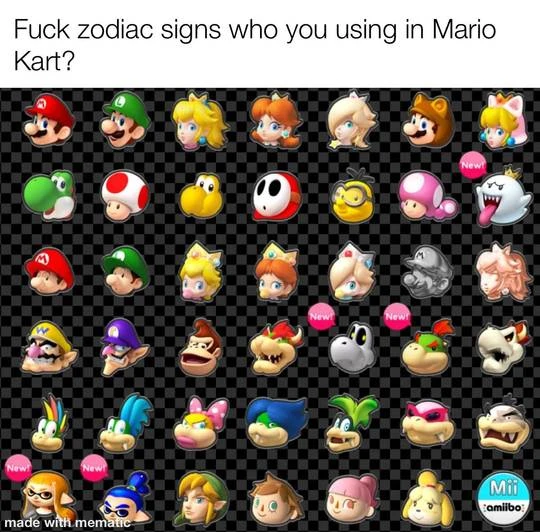 Fuck zodiac signs who you using in Mario
Kart?
M
L
New!
M
New!
New!
New!
New!
Mii
amiibo
made with mematic